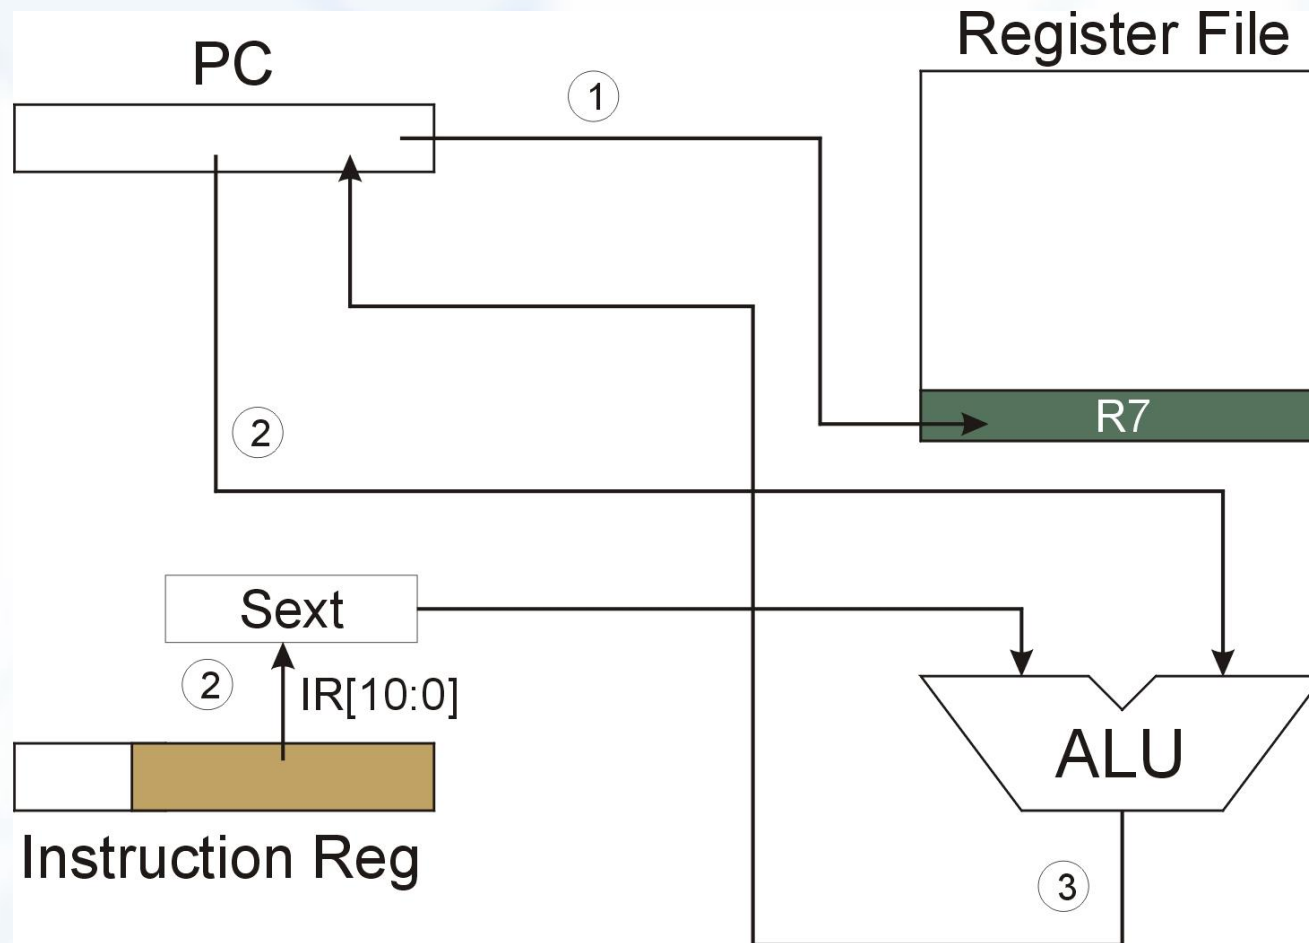 Register File
PC
1
R7
2
Sext
2
IR[10:0]
ALU
Instruction Reg
3